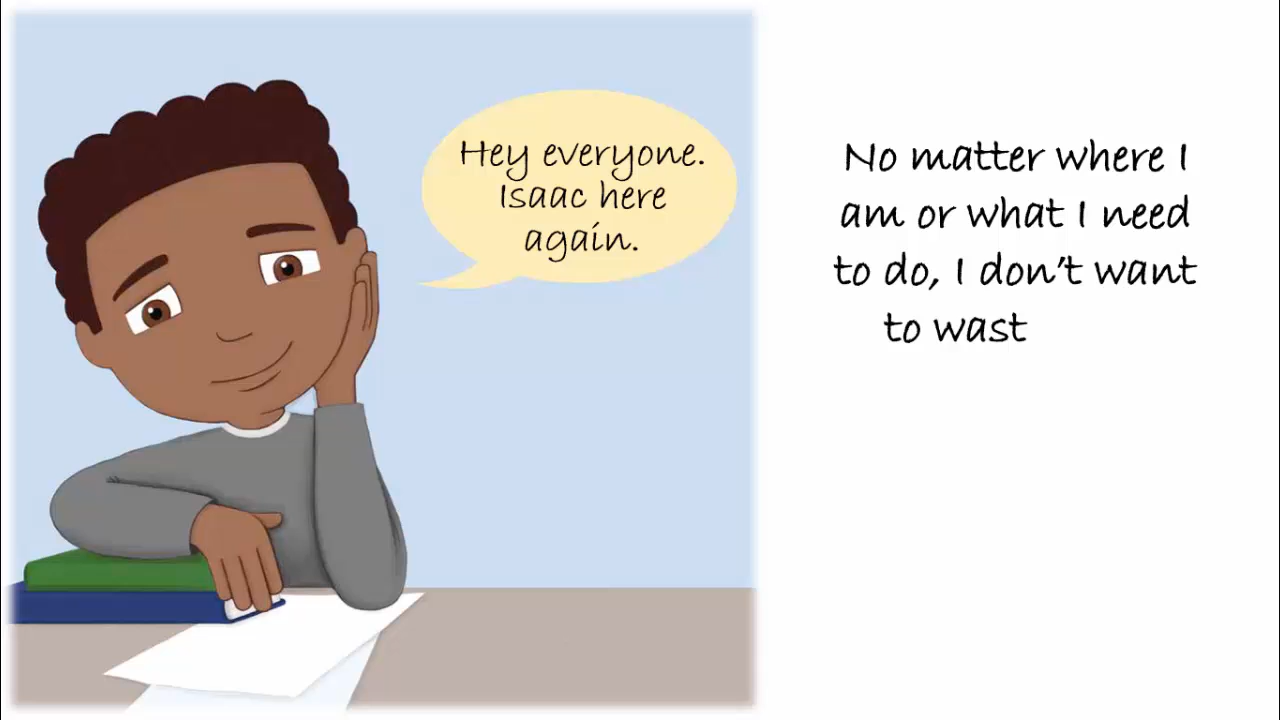 Hey everyone.
Isaac here
again.
No matter where I
am or what I need
to do, I don't want
to wast